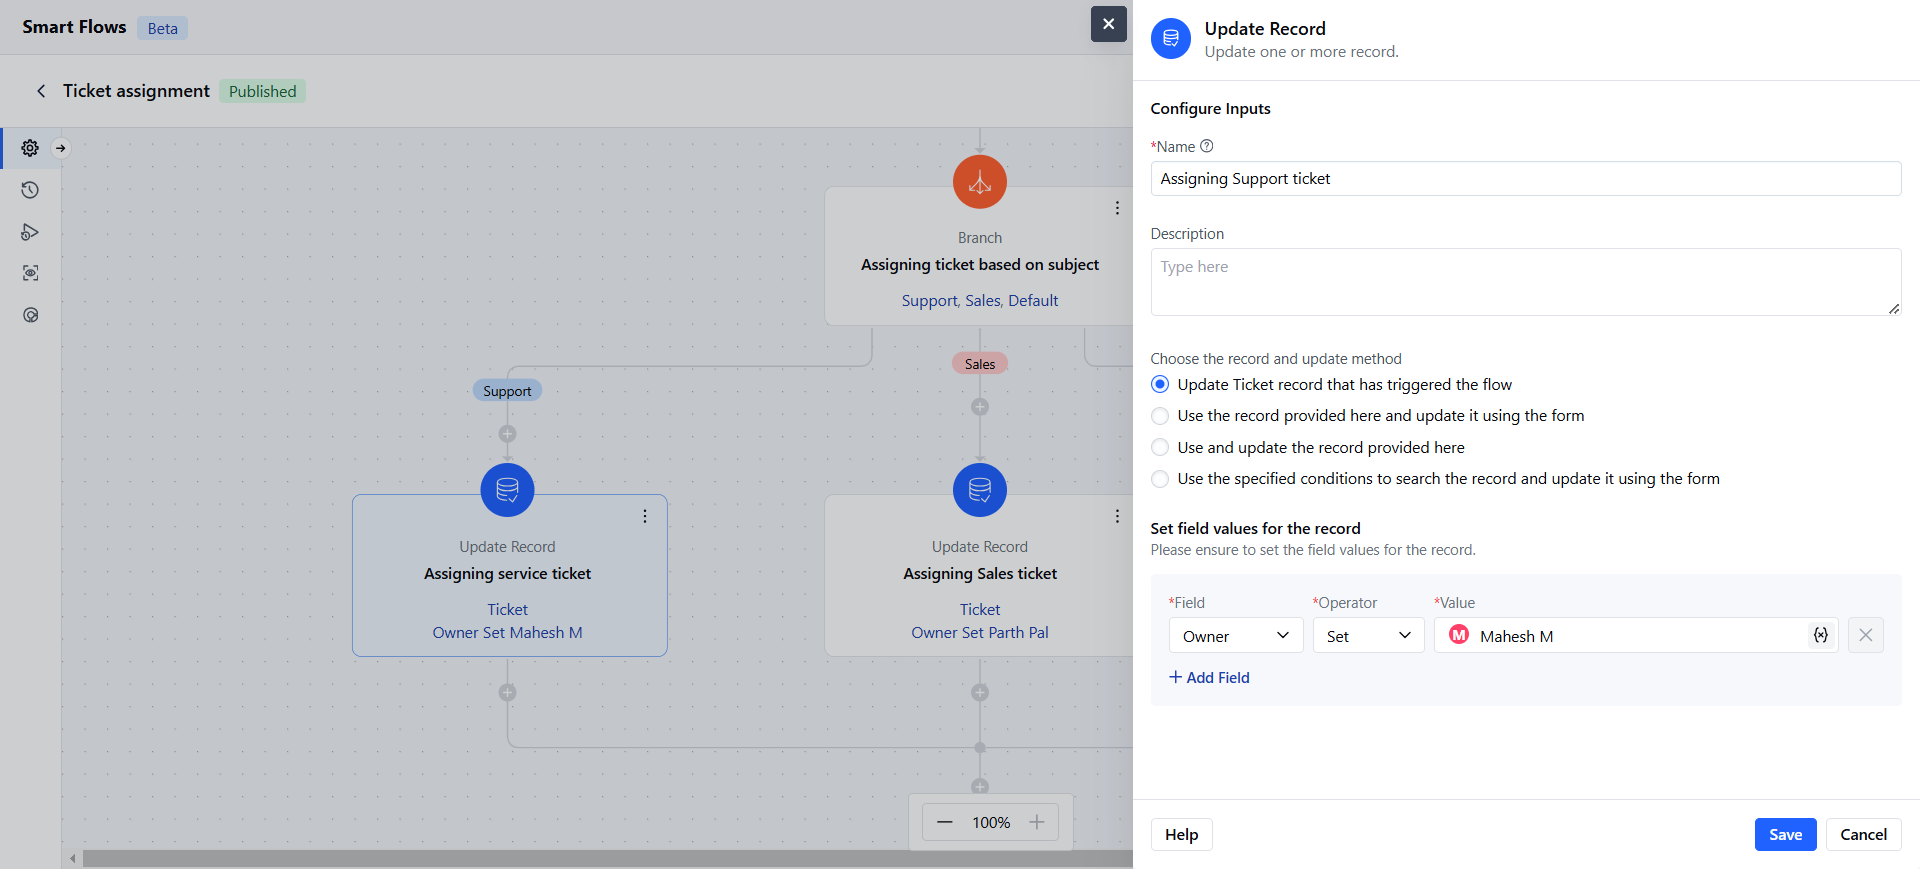 Smart Flows Beta
Ticket assignment Published
Branch
Assigning ticket based on subject
Support, Sales, Default
Sales
Support
Update Record
Assigning service ticket
Ticket
Owner Set Mahesh M
Update Record
Assigning Sales ticket
Ticket
Owner Set Parth Pal
100%
Update Record
Update one or more record.
Configure Inputs
*Name
Assigning Support ticket
Description
Type here
Choose the record and update method
Update Ticket record that has triggered the flow
Use the record provided here and update it using the form
Use and update the record provided here
Use the specified conditions to search the record and update it using the form
Set field values for the record
Please ensure to set the field values for the record.
*Field *Operator *Value
Owner Set M Mahesh M {x}
+ Add Field
Help Save Cancel